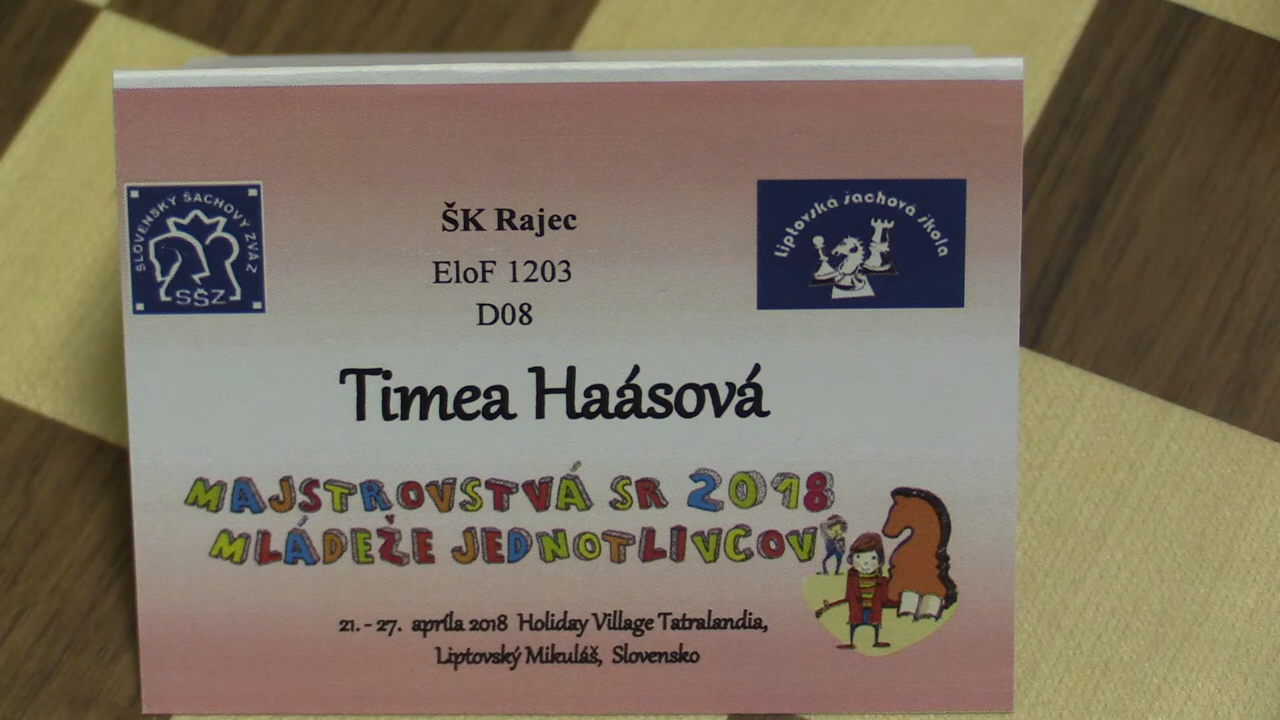 SLOVENSKÝ ŠACHOVÝ ZVÄZ
SŠZ
ŠK Rajec
EloF 1203
D08
Liptovská šachová škola
Timea Haásová
MAJSTROVSTVÁ SR 2018
MLÁDEŽE JEDNOTLIVCOV
21. - 27. apríla 2018 Holiday Village Tatralandia,
Liptovský Mikuláš, Slovensko